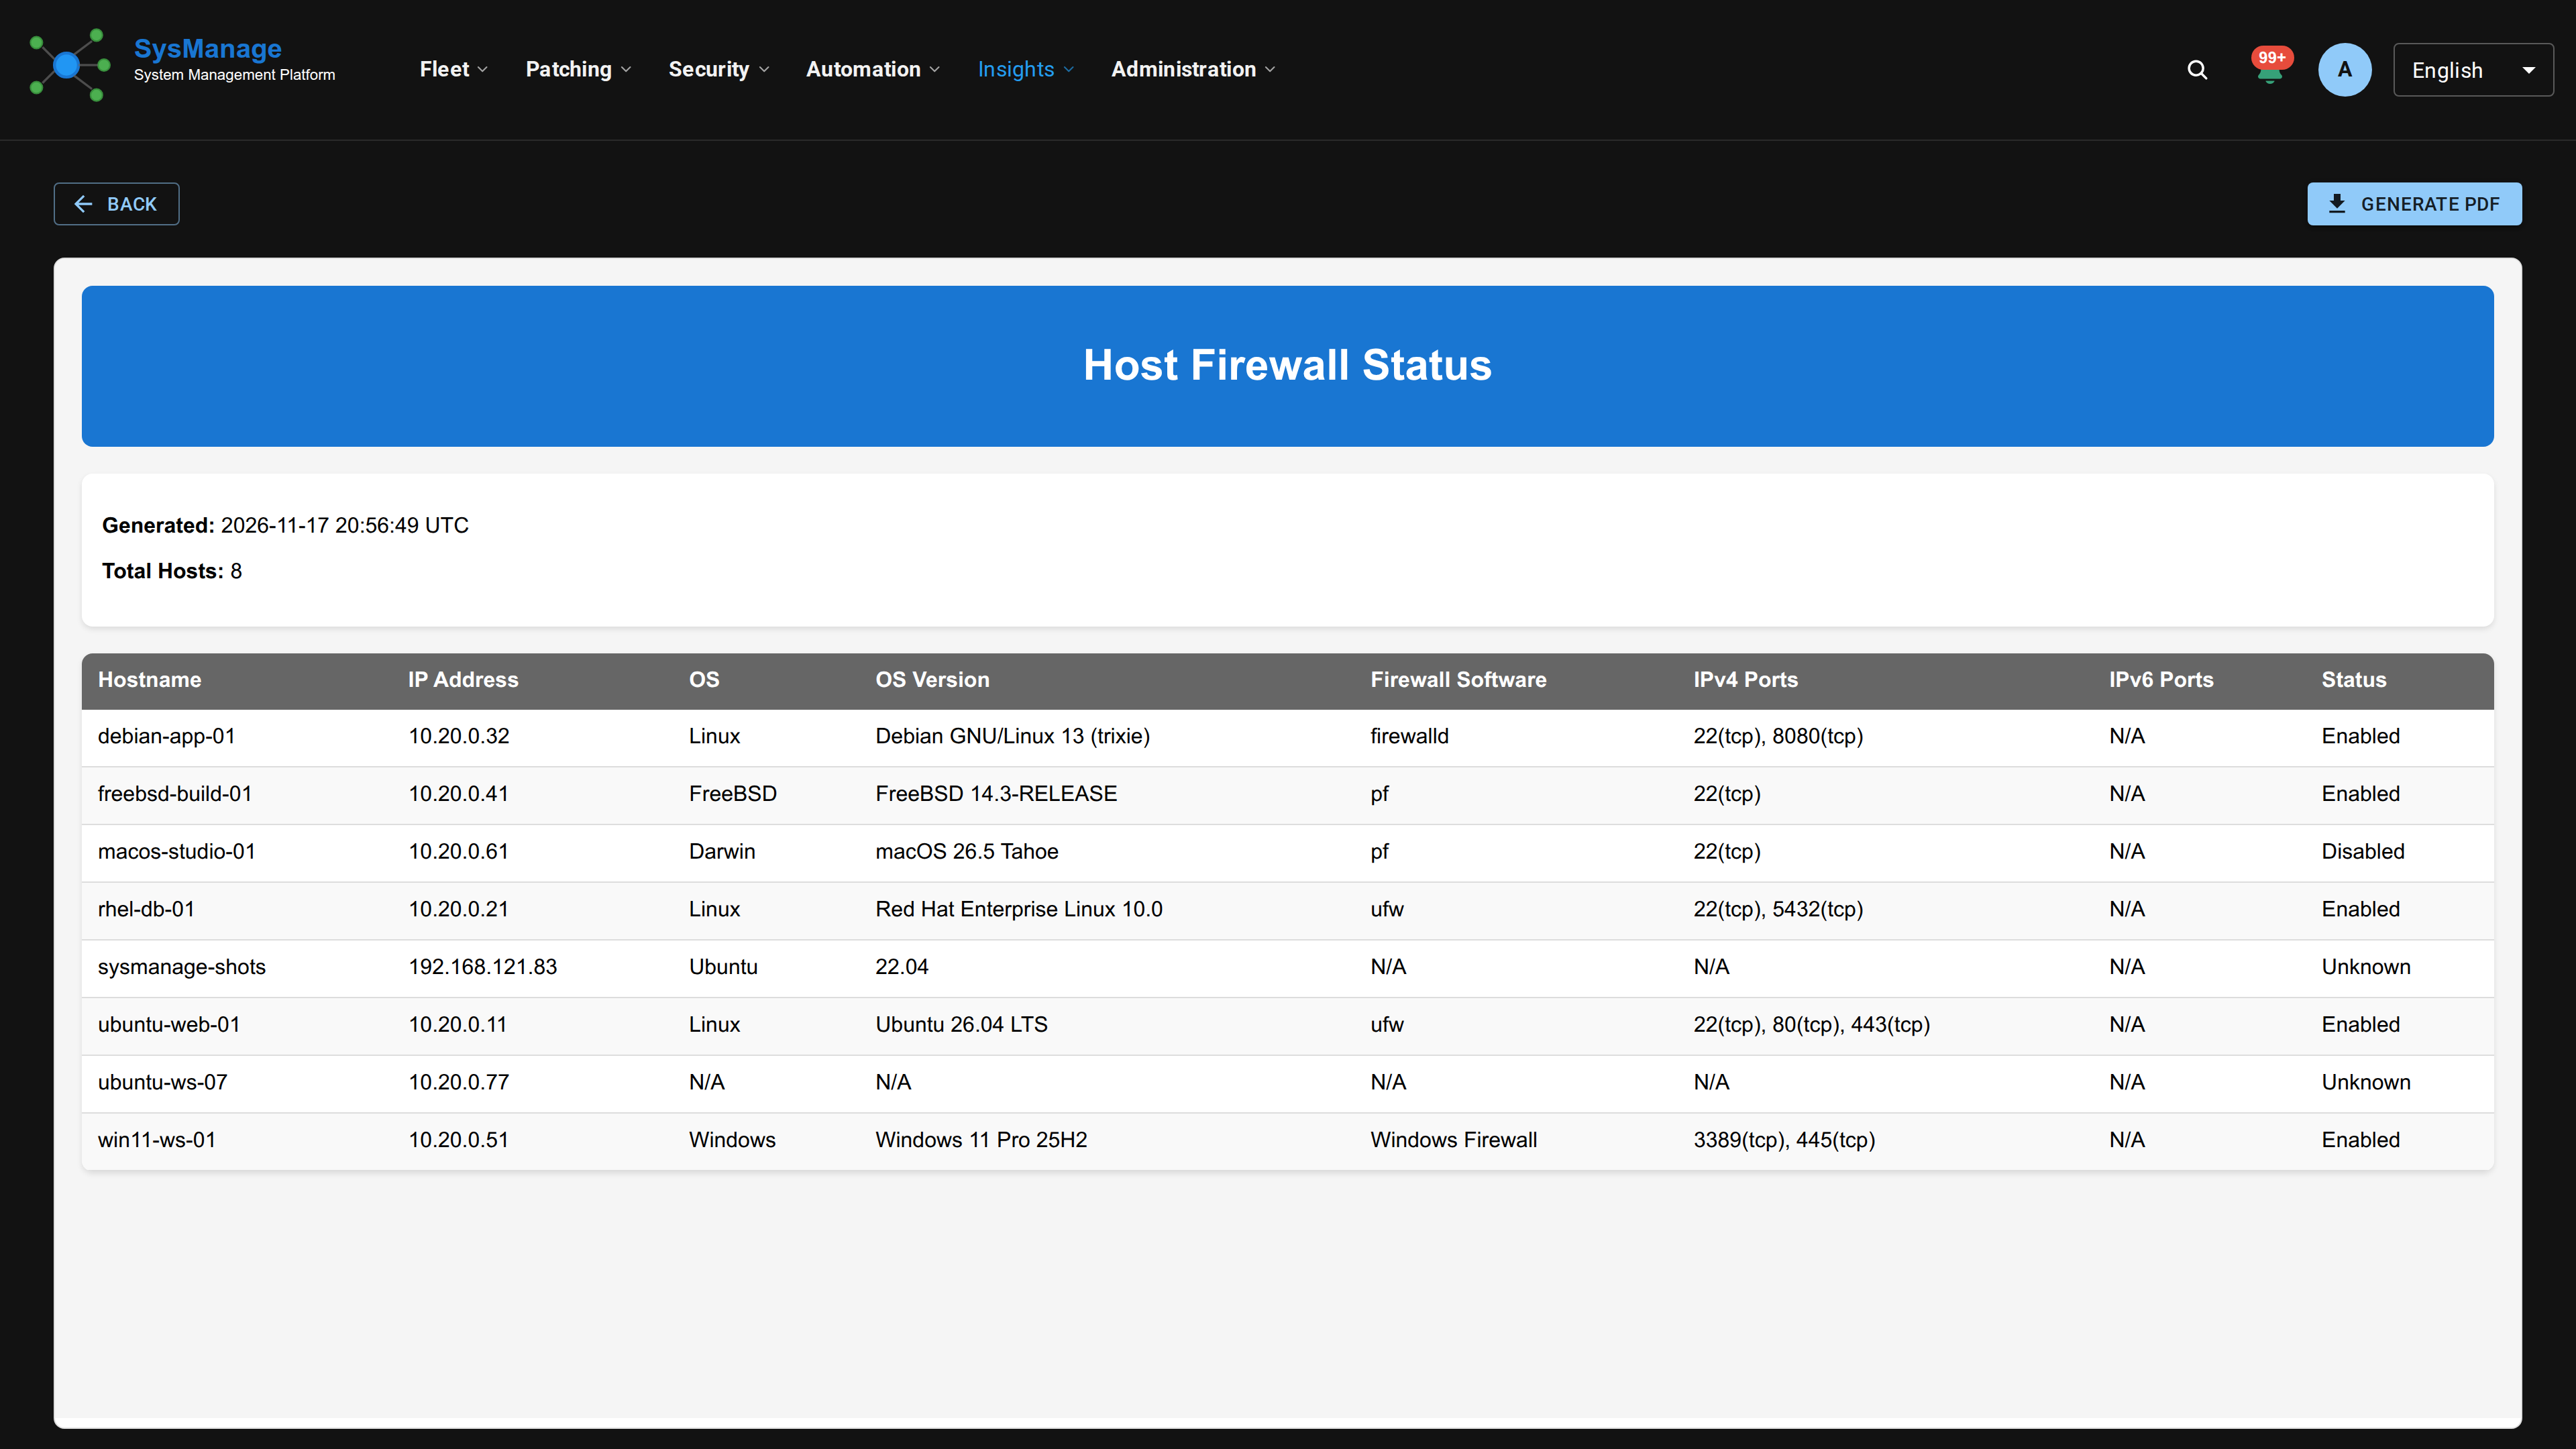 SysManage
System Management Platform
Fleet Patching Security Automation Insights Administration
99+
A
English
BACK
GENERATE PDF
Host Firewall Status
Generated: 2026-11-17 20:56:49 UTC
Total Hosts: 8
Hostname IP Address OS OS Version Firewall Software IPv4 Ports IPv6 Ports Status
debian-app-01 10.20.0.32 Linux Debian GNU/Linux 13 (trixie) firewalld 22(tcp), 8080(tcp) N/A Enabled
freebsd-build-01 10.20.0.41 FreeBSD FreeBSD 14.3-RELEASE pf 22(tcp) N/A Enabled
macos-studio-01 10.20.0.61 Darwin macOS 26.5 Tahoe pf 22(tcp) N/A Disabled
rhel-db-01 10.20.0.21 Linux Red Hat Enterprise Linux 10.0 ufw 22(tcp), 5432(tcp) N/A Enabled
sysmanage-shots 192.168.121.83 Ubuntu 22.04 N/A N/A N/A Unknown
ubuntu-web-01 10.20.0.11 Linux Ubuntu 26.04 LTS ufw 22(tcp), 80(tcp), 443(tcp) N/A Enabled
ubuntu-ws-07 10.20.0.77 N/A N/A N/A N/A N/A Unknown
win11-ws-01 10.20.0.51 Windows Windows 11 Pro 25H2 Windows Firewall 3389(tcp), 445(tcp) N/A Enabled